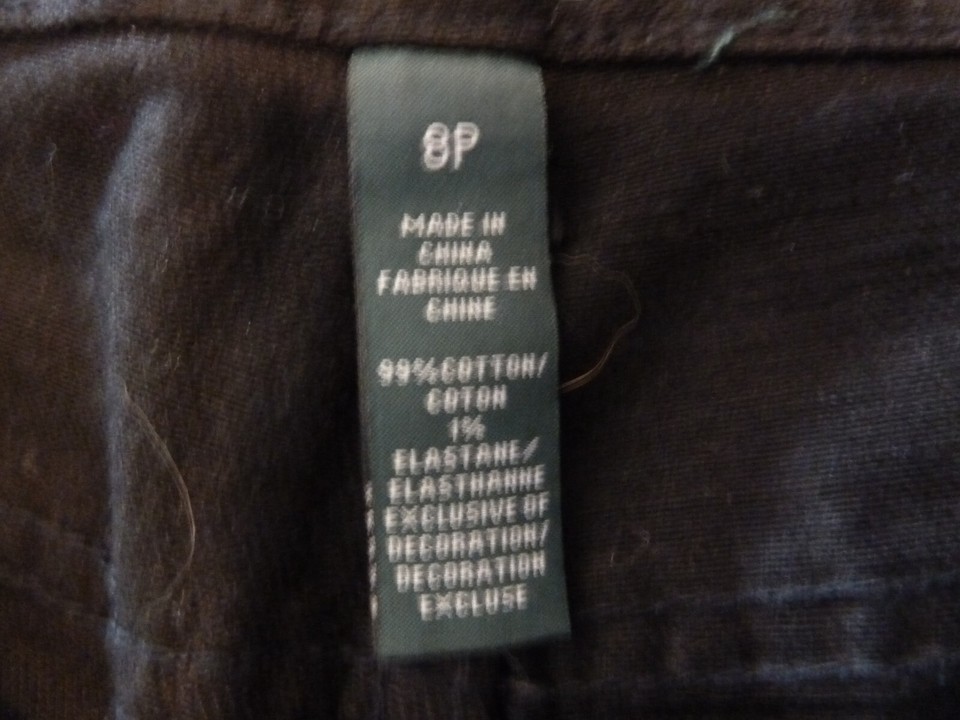 8P
MADE IN
CHINA
FABRIQUE EN
CHINE
99% COTTON/
COTON
1%
ELASTANE/
ELASTHANNE
EXCLUSIVE OF
DECORATION/
DECORATION
EXCLUSE